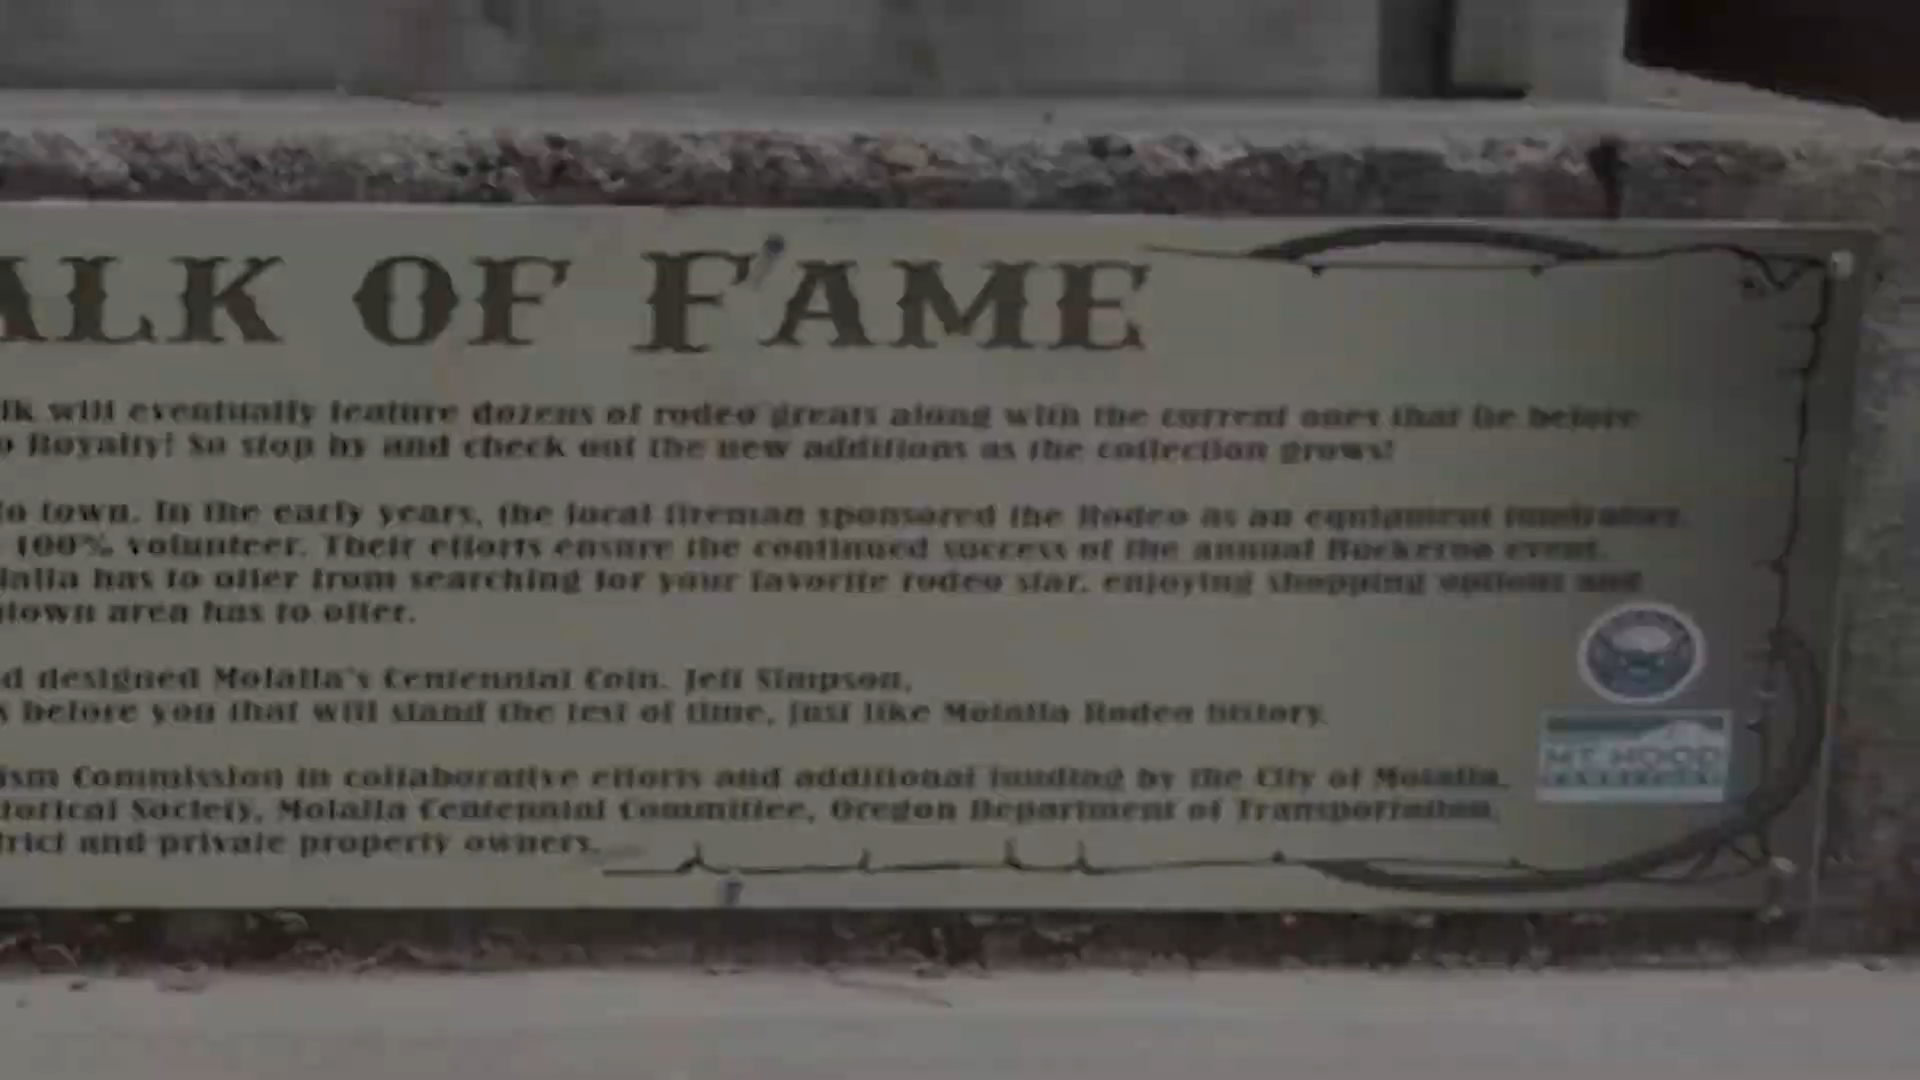 ALK OF FAME
lk will eventually feature dozens of rodeo greats along with the current ones that lie before
o Royalty! So stop by and check out the new additions as the collection grows!
to town. In the early years, the local fireman sponsored the Rodeo as an equipment fundraiser.
100% volunteer. Their efforts ensure the continued success of the annual Buckeroo event.
lalla has to offer from searching for your favorite rodeo star, enjoying shopping options and
ntown area has to offer.
d designed Molalla's Centennial Coin. Jeff Simpson,
s before you that will stand the test of time, just like Molalla Rodeo history.
ism Commission in collaborative efforts and additional funding by the City of Molalla,
torical Society, Molalla Centennial Committee, Oregon Department of Transportation,
trict and private property owners.
MT HOOD